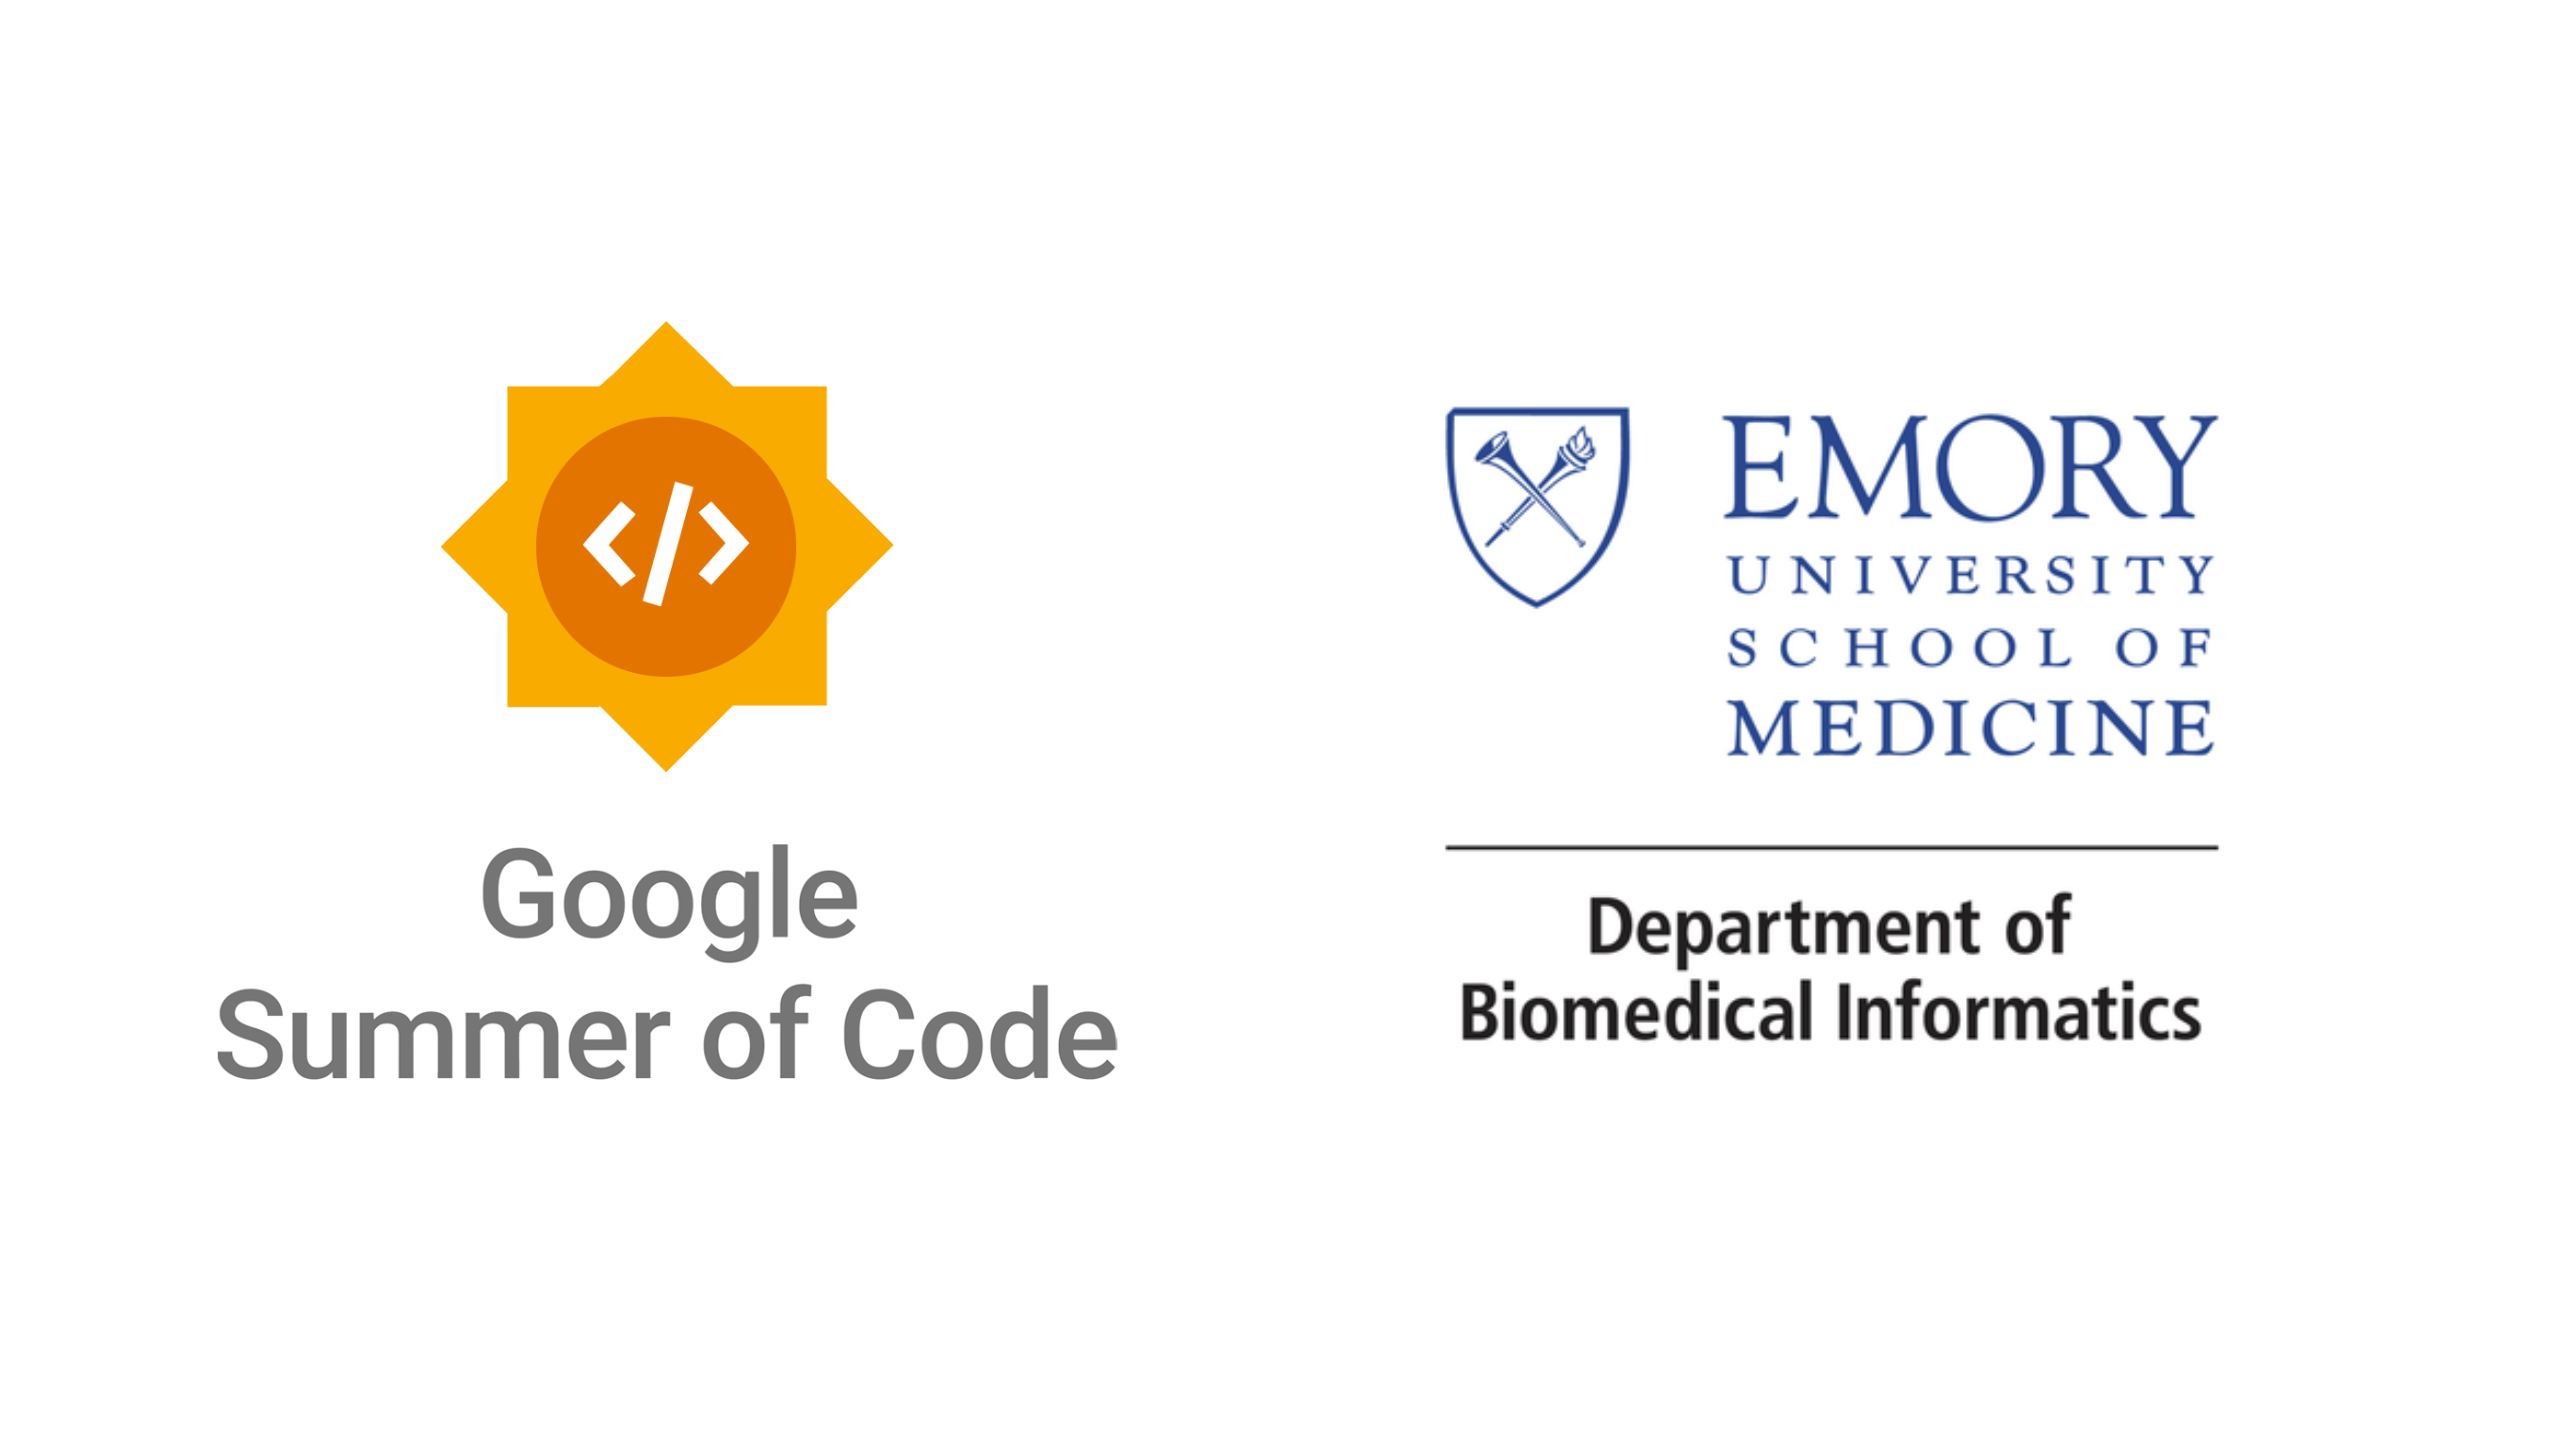 </>
Google
Summer of Code
EMORY
UNIVERSITY
SCHOOL OF
MEDICINE
Department of
Biomedical Informatics